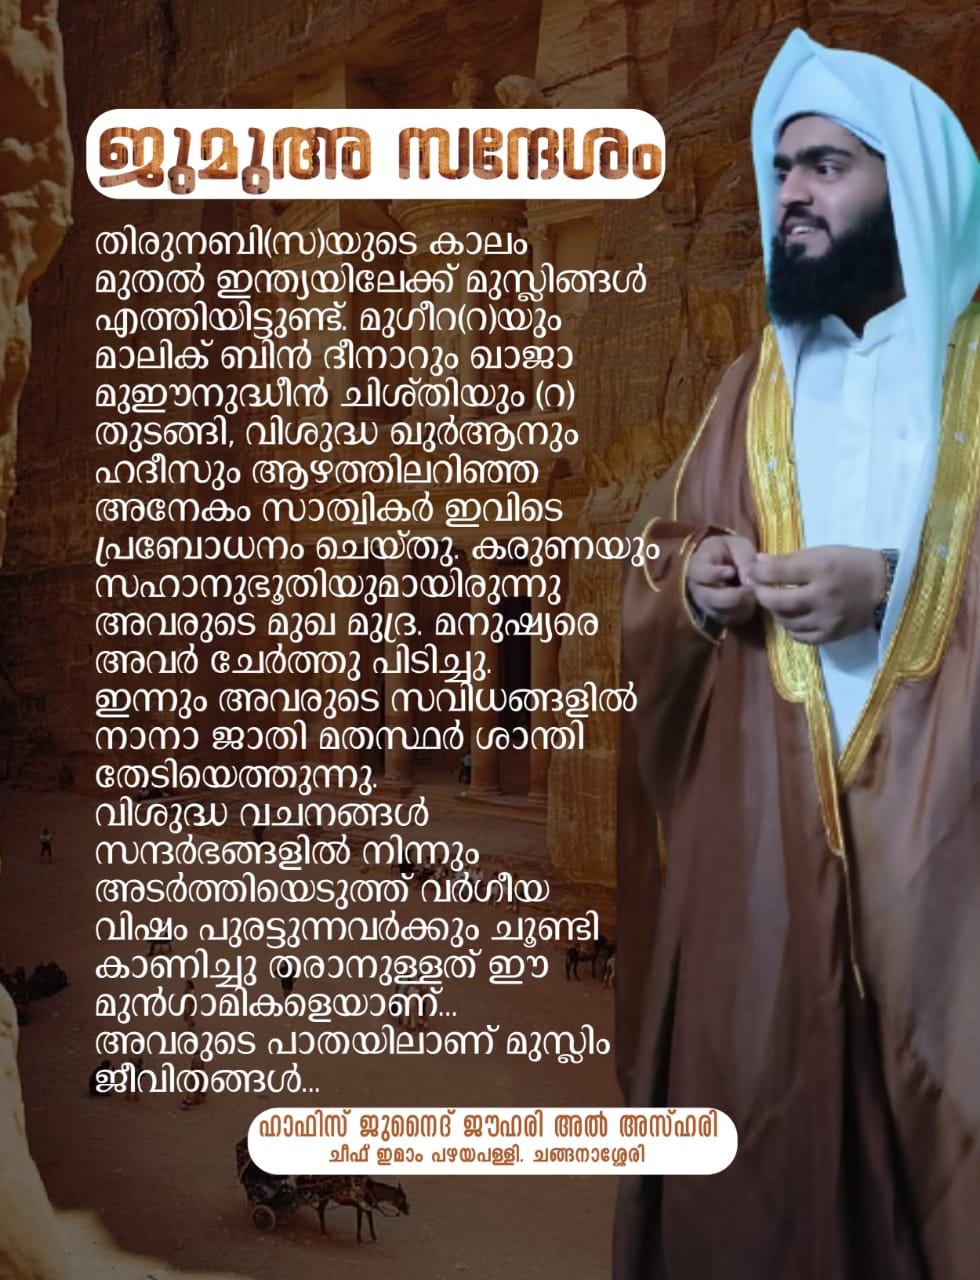 ജുമുഅ സന്ദേശം
തിരുനബി(സ)യുടെ കാലം
മുതൽ ഇന്ത്യയിലേക്ക് മുസ്ലിങ്ങൾ
എത്തിയിട്ടുണ്ട്. മുഗീറ(റ)യും
മാലിക് ബിൻ ദീനാറും ഖാജാ
മുഈനുദ്ധീൻ ചിശ്തിയും (റ)
തുടങ്ങി, വിശുദ്ധ ഖുർആനും
ഹദീസും ആഴത്തിലറിഞ്ഞ
അനേകം സാത്വികർ ഇവിടെ
പ്രബോധനം ചെയ്തു. കരുണയും
സഹാനുഭൂതിയുമായിരുന്നു
അവരുടെ മുഖ മുദ്ര. മനുഷ്യരെ
അവർ ചേർത്തു പിടിച്ചു.
ഇന്നും അവരുടെ സവിധങ്ങളിൽ
നാനാ ജാതി മതസ്ഥർ ശാന്തി
തേടിയെത്തുന്നു.
വിശുദ്ധ വചനങ്ങൾ
സന്ദർഭങ്ങളിൽ നിന്നും
അടർത്തിയെടുത്ത് വർഗീയ
വിഷം പുരട്ടുന്നവർക്കും ചൂണ്ടി
കാണിച്ചു തരാനുള്ളത് ഈ
മുൻഗാമികളെയാണ്...
അവരുടെ പാതയിലാണ് മുസ്ലിം
ജീവിതങ്ങൾ...
ഹാഫിസ് ജുനൈദ് ജൗഹരി അൽ അസ്ഹരി
ചീഫ് ഇമാം പഴയപള്ളി. ചങ്ങനാശ്ശേരി